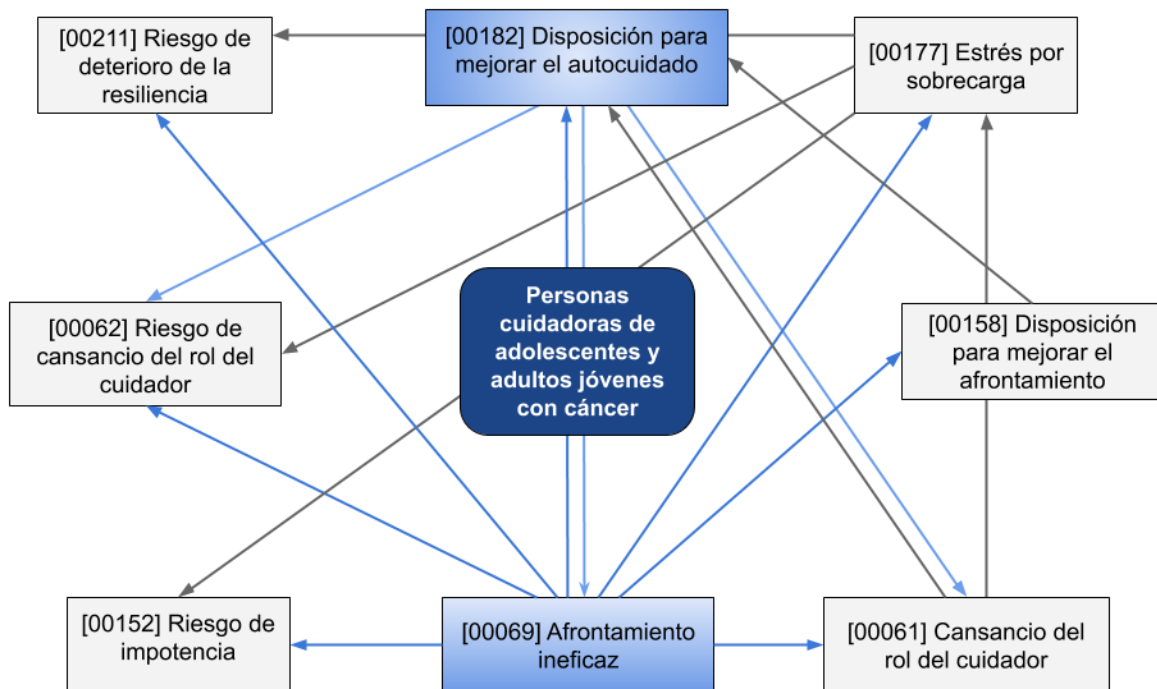 [00211] Riesgo de
deterioro de la
resiliencia
[00182] Disposición para
mejorar el autocuidado
[00177] Estrés por
sobrecarga
[00062] Riesgo de
cansancio del rol del
cuidador
Personas
cuidadoras de
adolescentes y
adultos jóvenes
con cáncer
[00158] Disposición
para mejorar el
afrontamiento
[00152] Riesgo de
impotencia
[00069] Afrontamiento
ineficaz
[00061] Cansancio del
rol del cuidador